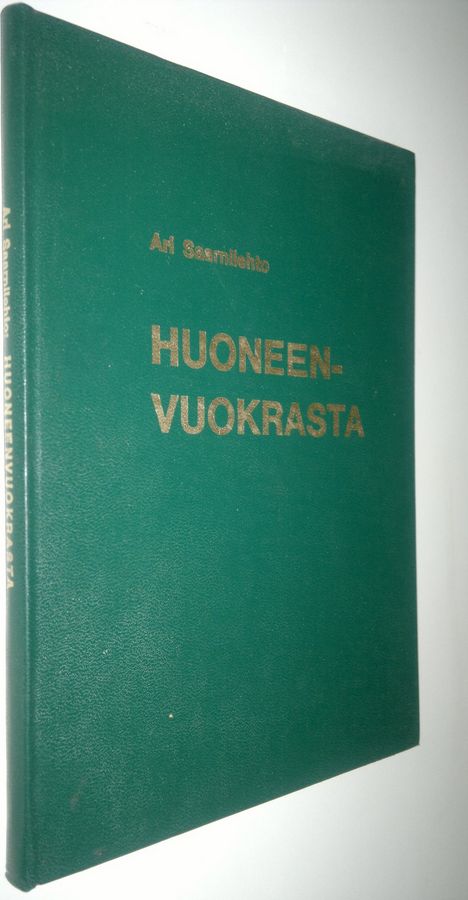 Ari Saarnilehto
HUONEEN-
VUOKRASTA
Ari Saarnilehto HUONEENVUOKRASTA